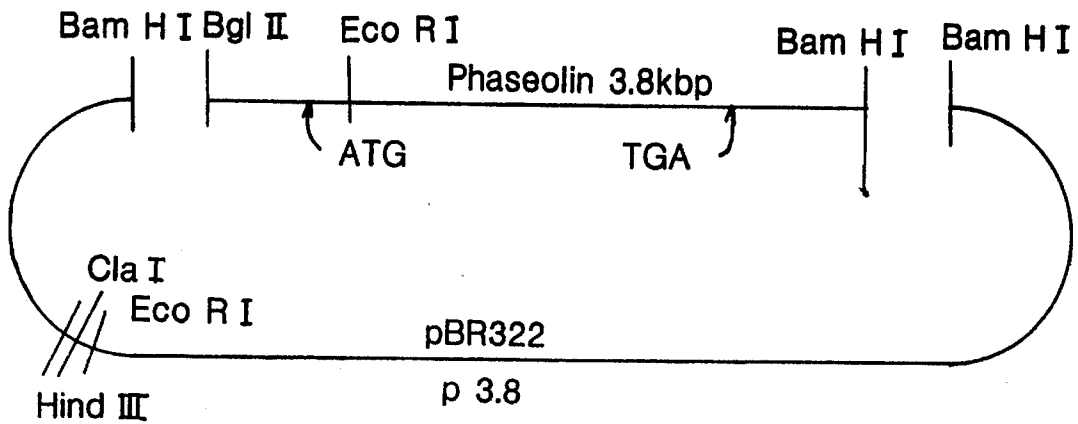 Bam H I Bgl II Eco R I Bam H I Bam H I
Phaseolin 3.8kbp
ATG TGA
Cla I
Eco R I
pBR322
Hind III p 3.8